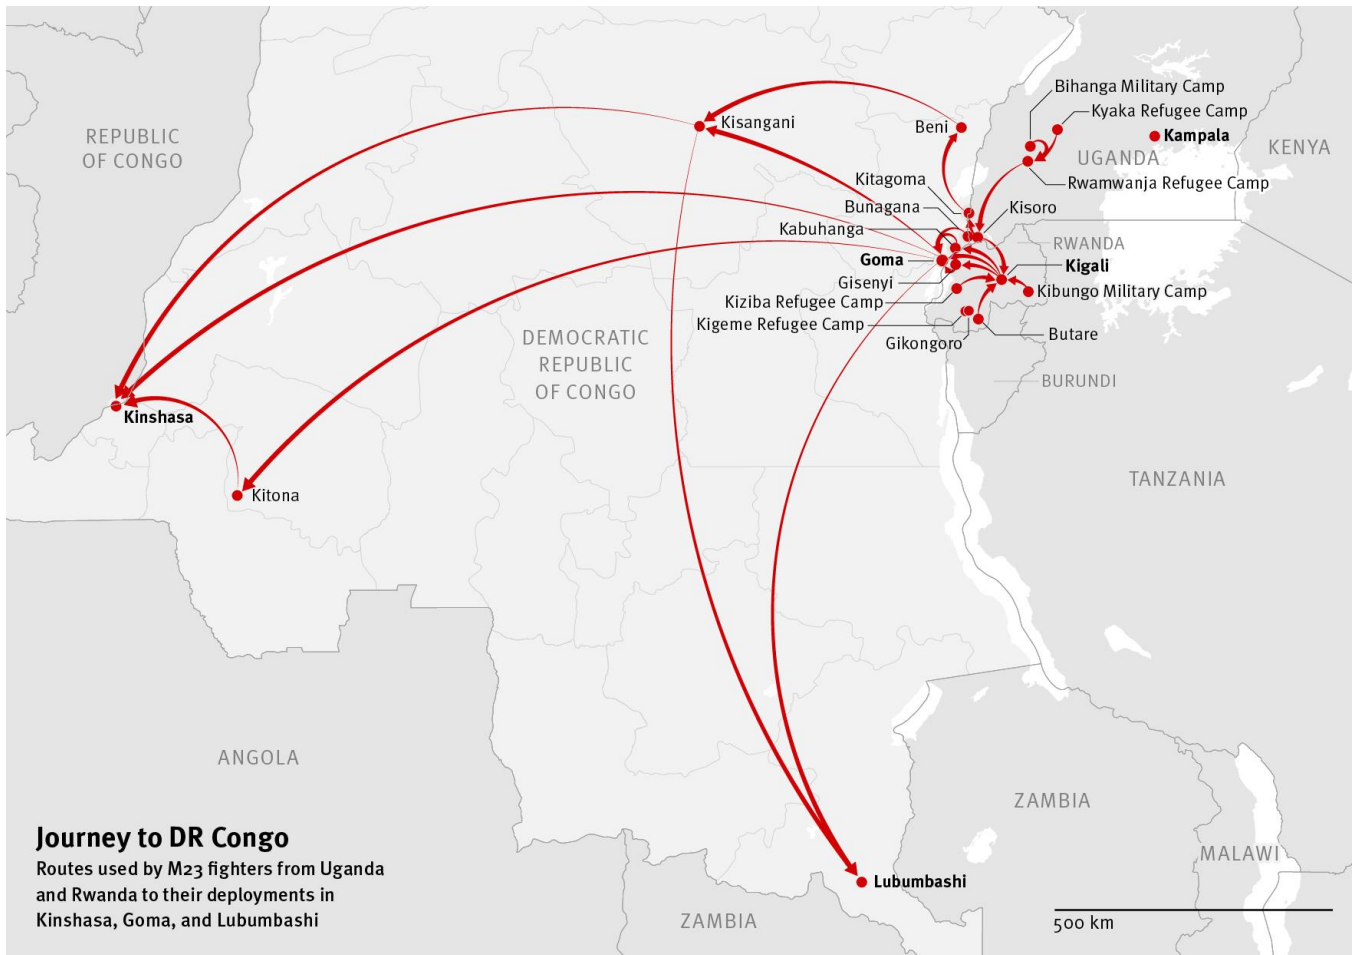 Bihanga Military Camp
Kyaka Refugee Camp
Kisangani
Beni
Kampala
REPUBLIC
OF CONGO
KENYA
UGANDA
Kitagoma
Rwamwanja Refugee Camp
Bunagana
Kisoro
Kabuhanga
RWANDA
Goma
Kigali
Gisenyi
Kibungo Military Camp
Kiziba Refugee Camp
Kigeme Refugee Camp
Gikongoro
Butare
DEMOCRATIC
REPUBLIC
OF CONGO
BURUNDI
Kinshasa
TANZANIA
Kitona
ANGOLA
ZAMBIA
Journey to DR Congo
Routes used by M23 fighters from Uganda
and Rwanda to their deployments in
Kinshasa, Goma, and Lubumbashi
MALAWI
Lubumbashi
ZAMBIA
500 km